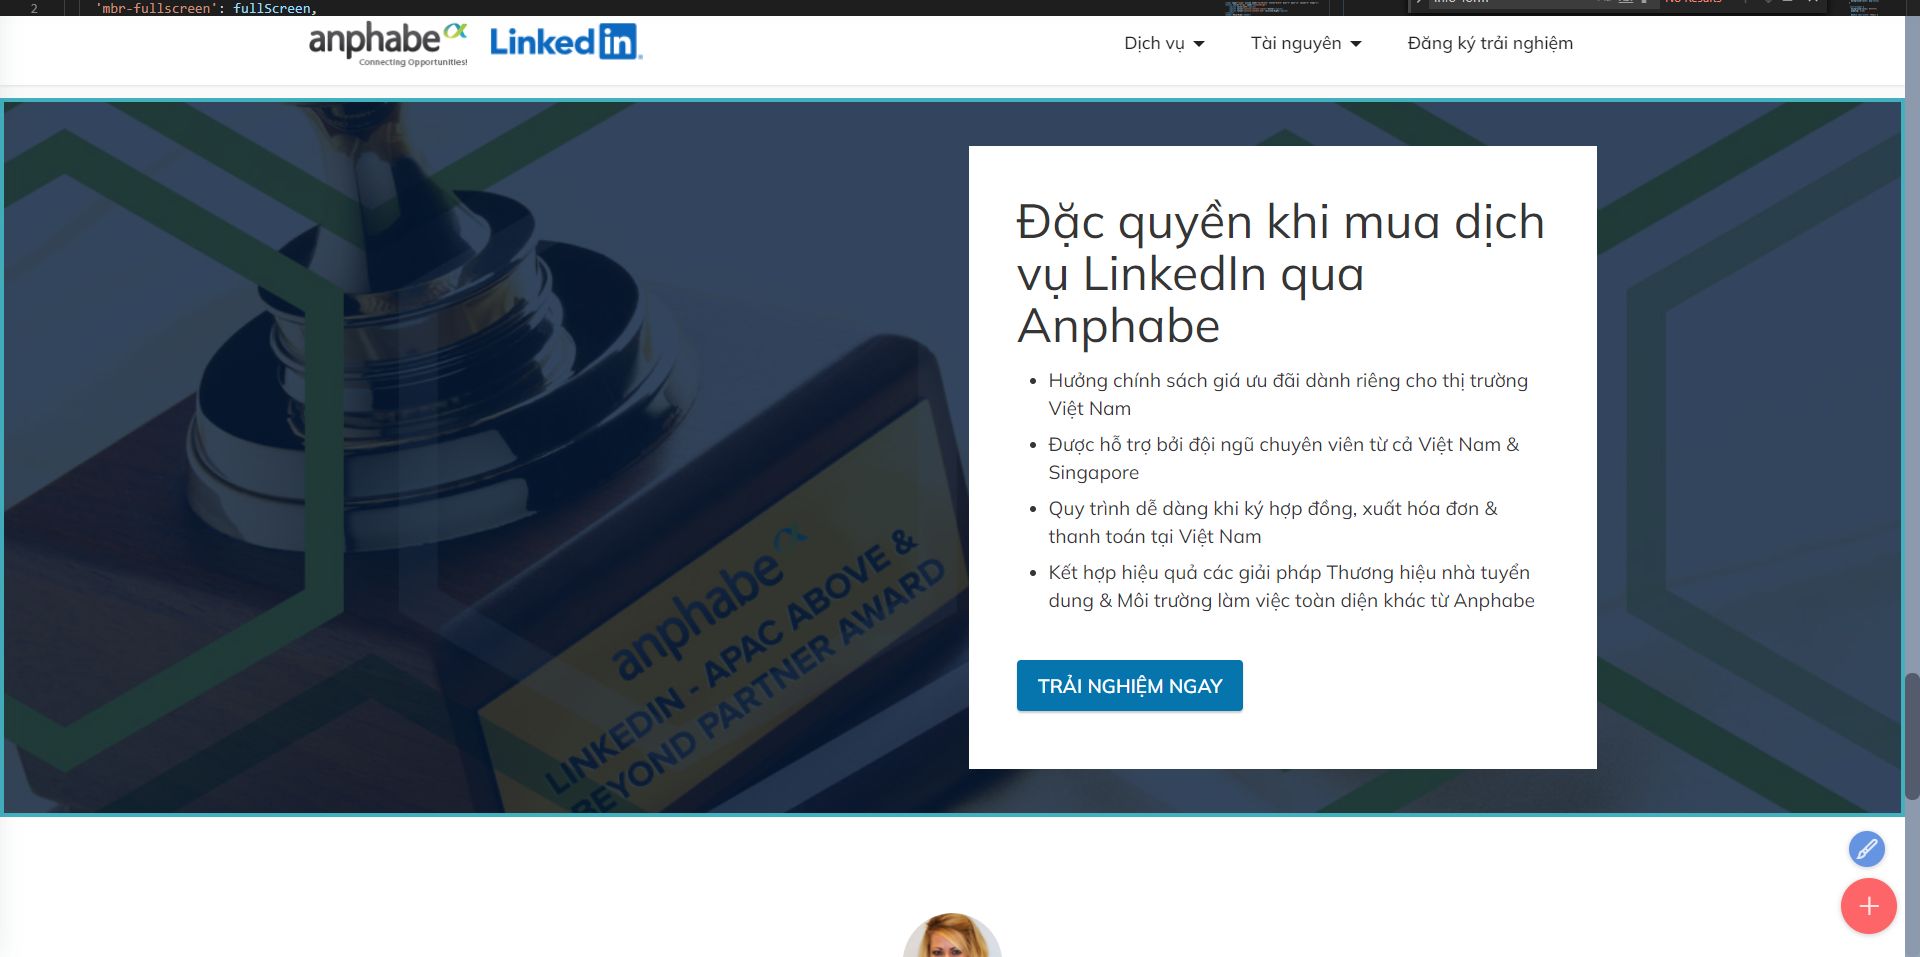 2 'mbr-fullscreen': fullScreen,
No Results
anphabe
Connecting Opportunities!
Linked in
Dịch vụ
Tài nguyên
Đăng ký trải nghiệm
Đặc quyền khi mua dịch
vụ LinkedIn qua
Anphabe
Hưởng chính sách giá ưu đãi dành riêng cho thị trường
Việt Nam
Được hỗ trợ bởi đội ngũ chuyên viên từ cả Việt Nam &
Singapore
Quy trình dễ dàng khi ký hợp đồng, xuất hóa đơn &
thanh toán tại Việt Nam
Kết hợp hiệu quả các giải pháp Thương hiệu nhà tuyển
dung & Môi trường làm việc toàn diện khác từ Anphabe
TRẢI NGHIỆM NGAY
anphabe
LINKEDIN - APAC ABOVE &
BEYOND PARTNER AWARD